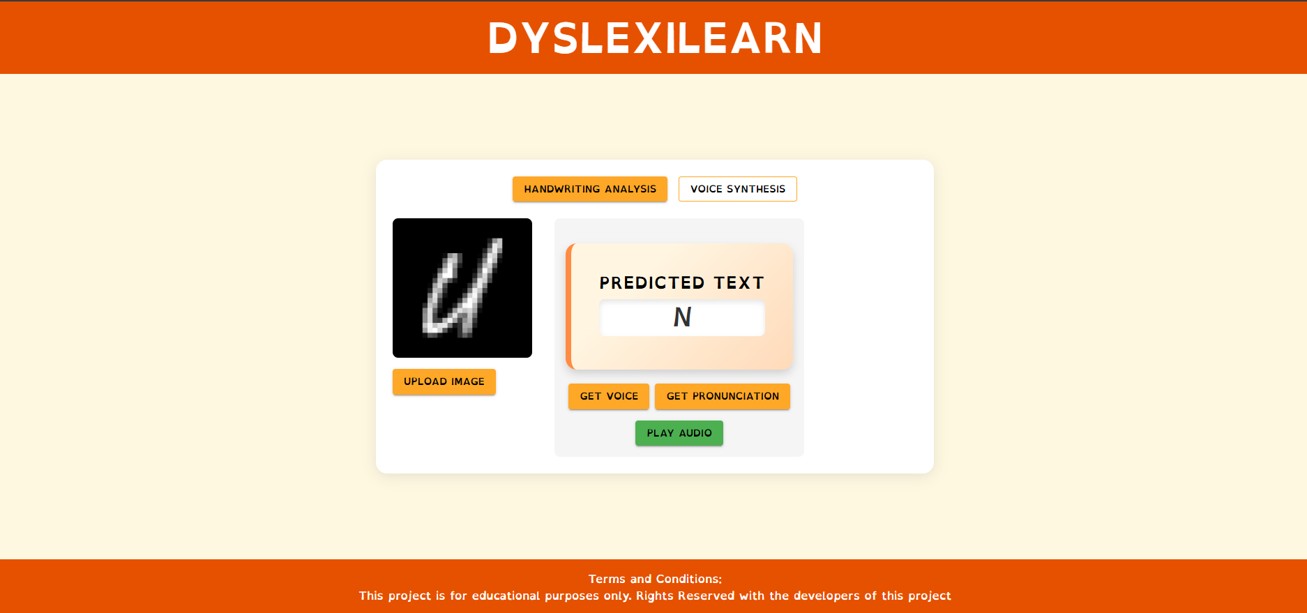 DYSLEXILEARN
HANDWRITING ANALYSIS VOICE SYNTHESIS
PREDICTED TEXT
N
UPLOAD IMAGE
GET VOICE GET PRONUNCIATION
PLAY AUDIO
Terms and Conditions:
This project is for educational purposes only. Rights Reserved with the developers of this project